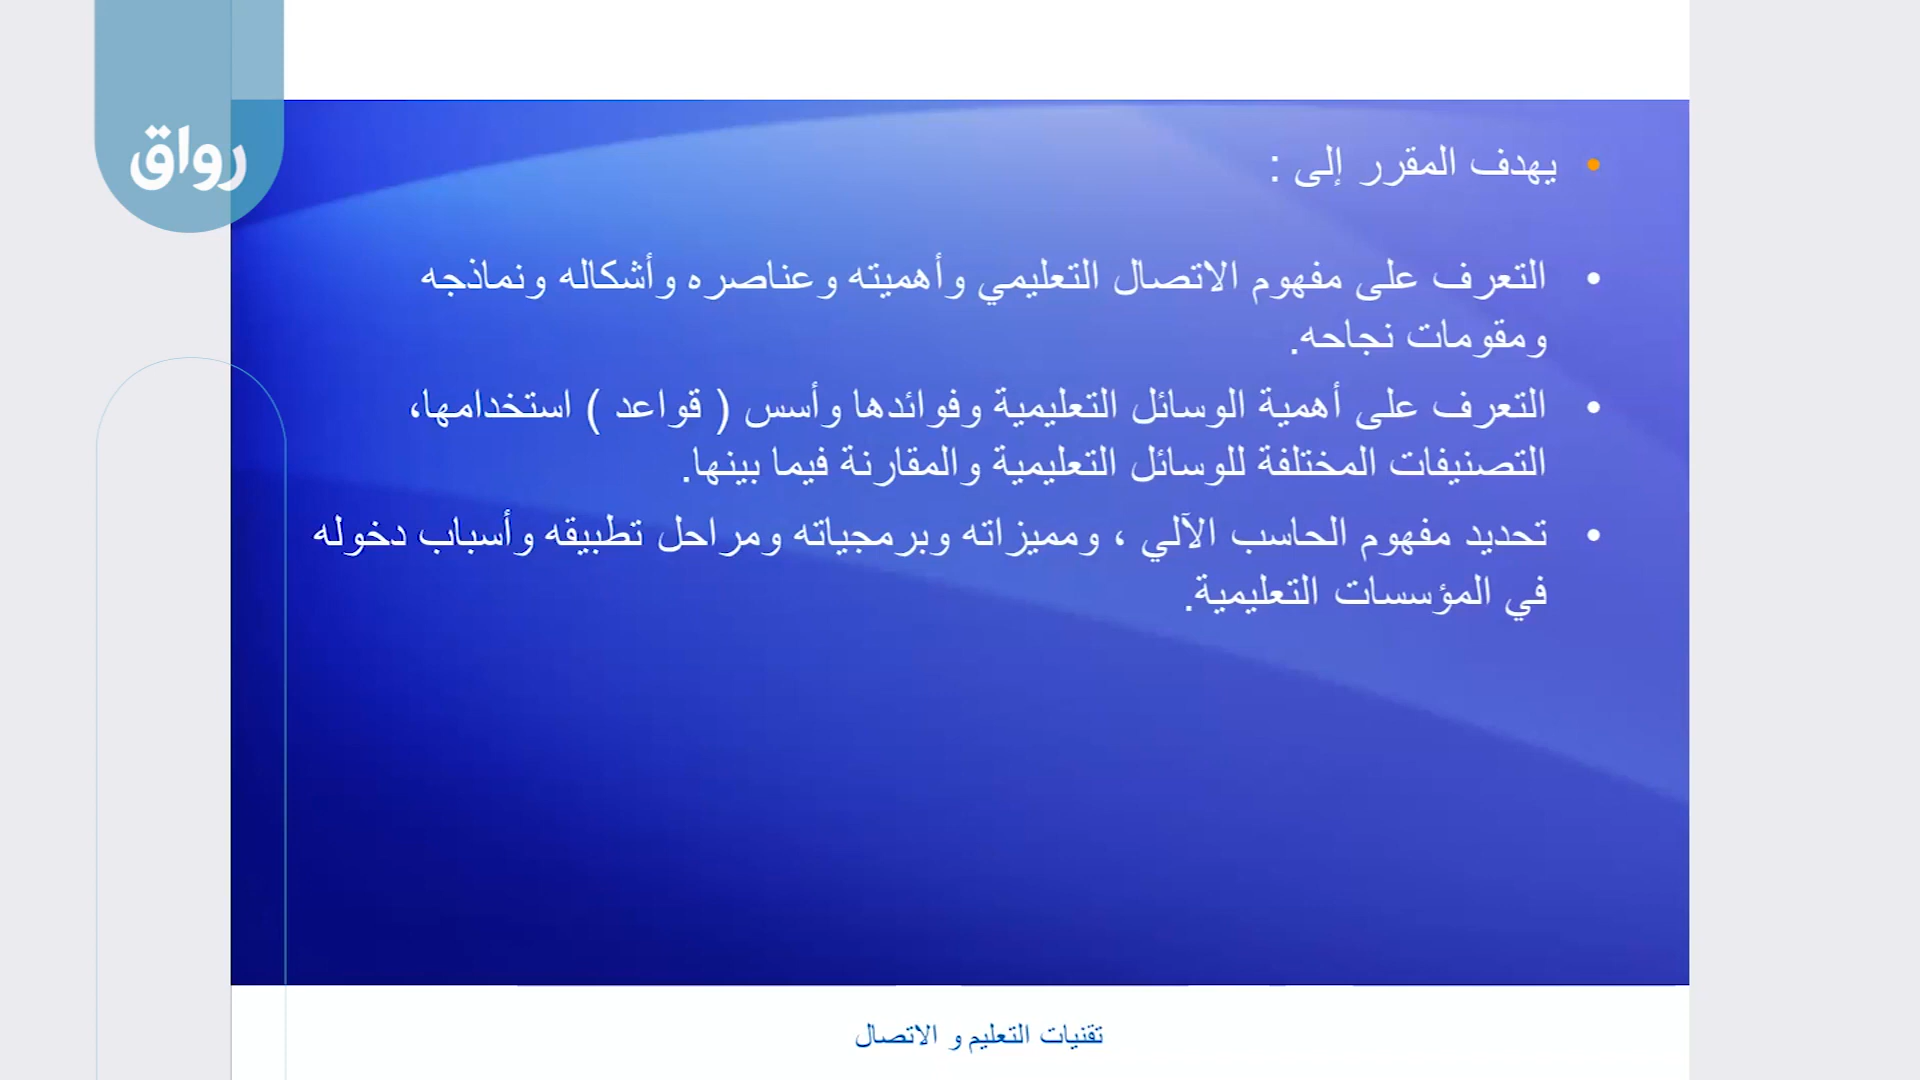 رواق
يهدف المقرر إلى :
التعرف على مفهوم الاتصال التعليمي وأهميته وعناصره وأشكاله ونماذجه
ومقومات نجاحه.
التعرف على أهمية الوسائل التعليمية وفوائدها وأسس ( قواعد ) استخدامها،
التصنيفات المختلفة للوسائل التعليمية والمقارنة فيما بينها.
تحديد مفهوم الحاسب الآلي ، ومميزاته وبرمجياته ومراحل تطبيقه وأسباب دخوله
في المؤسسات التعليمية.
تقنيات التعليم و الاتصال